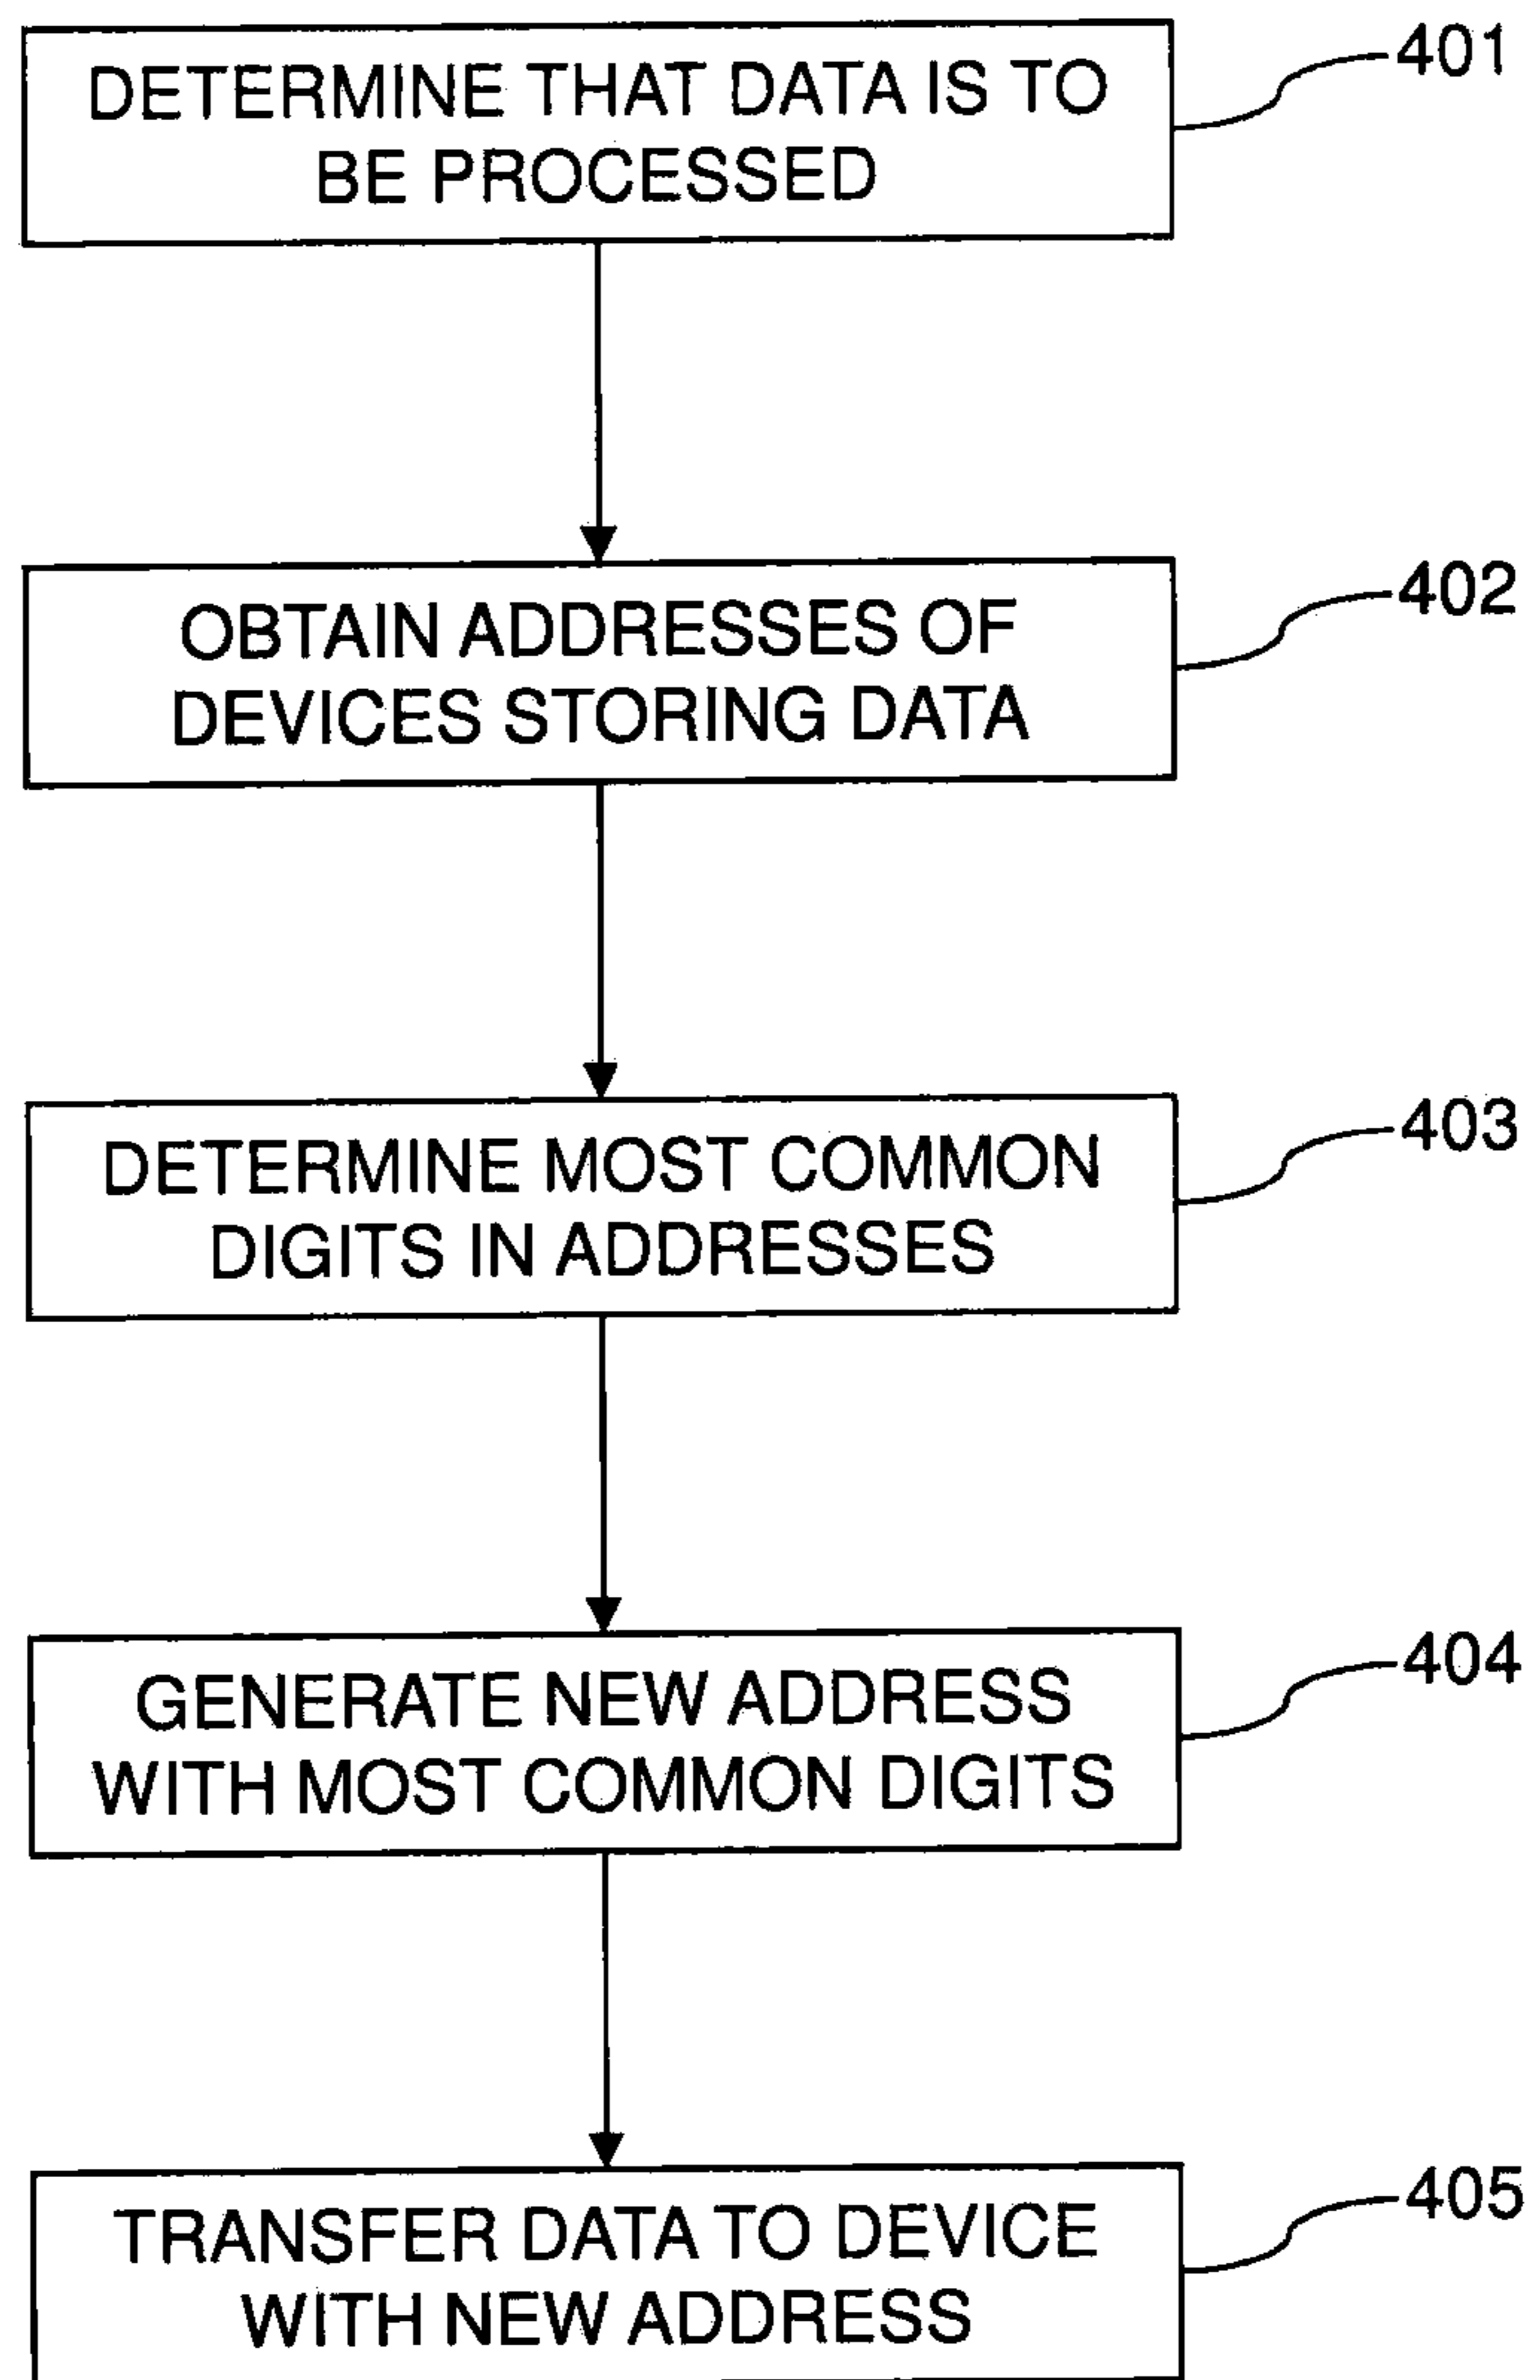 401
DETERMINE THAT DATA IS TO
BE PROCESSED
402
OBTAIN ADDRESSES OF
DEVICES STORING DATA
403
DETERMINE MOST COMMON
DIGITS IN ADDRESSES
404
GENERATE NEW ADDRESS
WITH MOST COMMON DIGITS
405
TRANSFER DATA TO DEVICE
WITH NEW ADDRESS